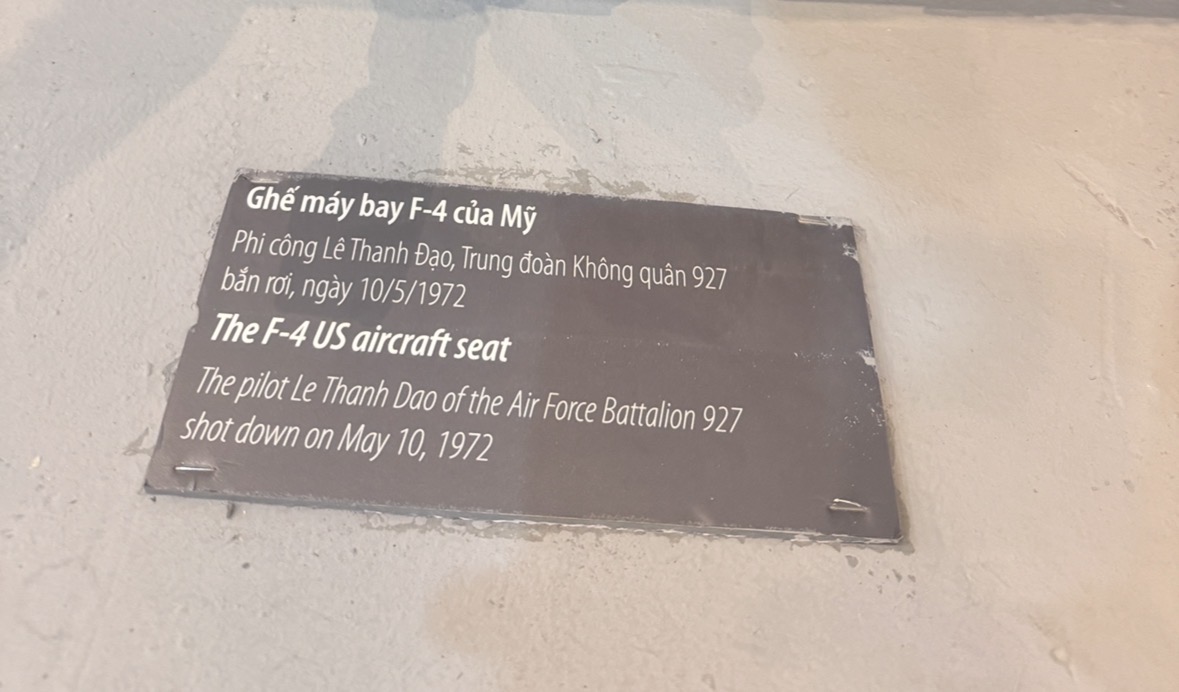 Ghế máy bay F-4 của Mỹ
Phi công Lê Thanh Đạo, Trung đoàn Không quân 927
bắn rơi, ngày 10/5/1972
The F-4 US aircraft seat
The pilot Le Thanh Dao of the Air Force Battalion 927
shot down on May 10, 1972